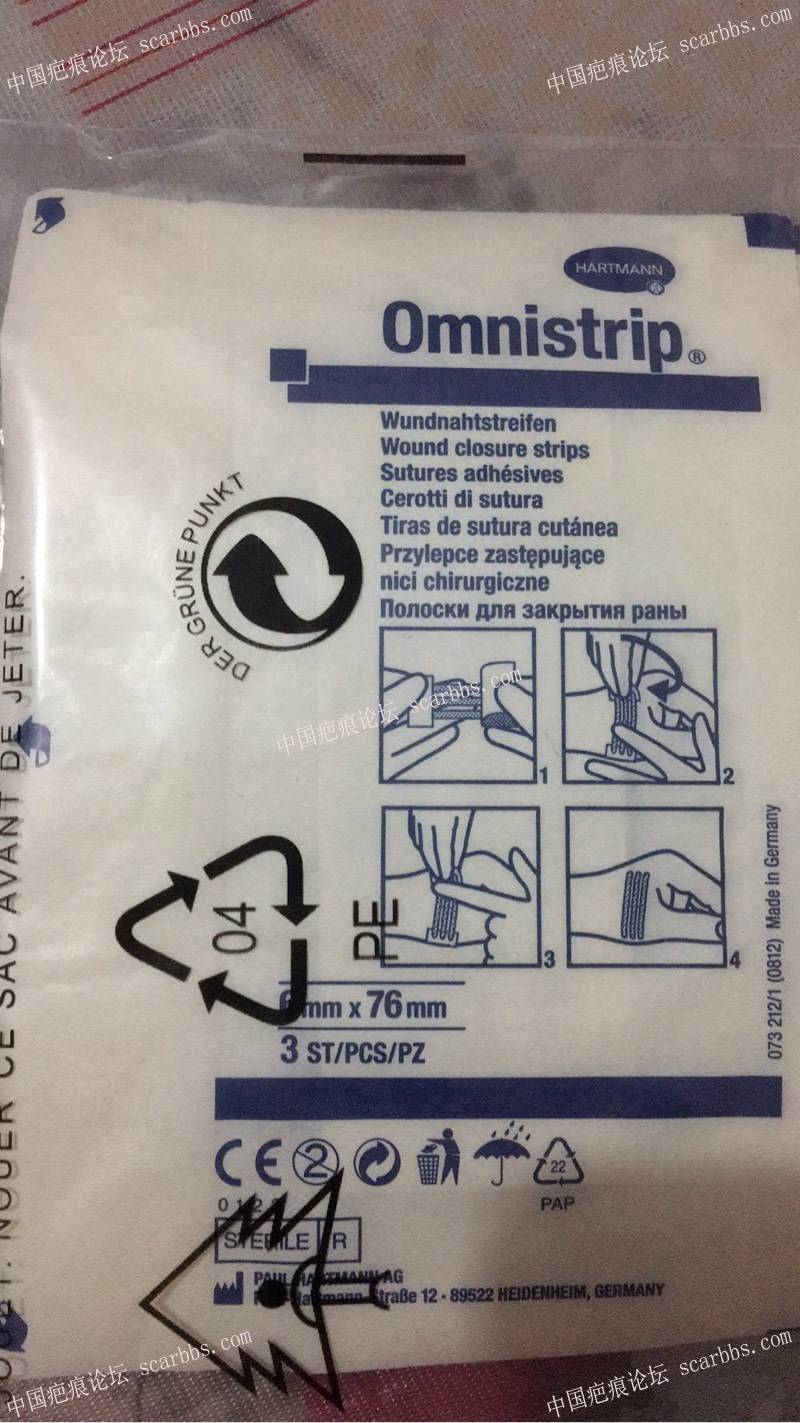 中国疤痕论坛 scarbbs.com
中国疤痕论坛 scarbbs.com
HARTMANN
Omnistrip®
Wundnahtstreifen
Wound closure strips
Sutures adhésives
Cerotti di sutura
Tiras de sutura cutánea
Przylepce zastępujące
nici chirurgiczne
Полоски для закрытия раны
DER GRÜNE PUNKT
中国疤痕论坛 scarbbs.com
1
2
3
4
04
PE
mm x 76 mm
3 ST/PCS/PZ
073 212/1 (0812) Made in Germany
NOUER CE SAC AVANT DE JETER.
CE
2
22
PAP
STERILE R
PAUL HARTMANN AG
Straße 12 • 89522 HEIDENHEIM, GERMANY
中国疤痕论坛 scarbbs.com
中国疤痕论坛 scarbbs.com